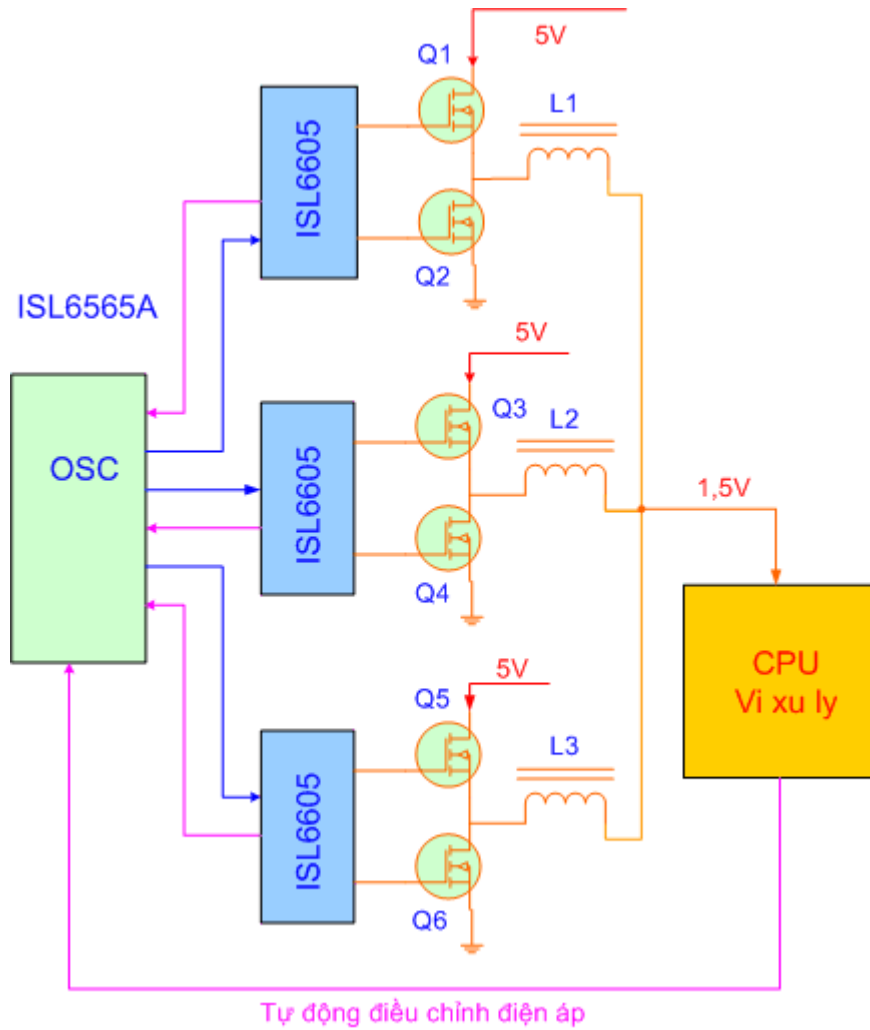 5V
Q1
L1
ISL6605
Q2
ISL6565A
5V
Q3
L2
OSC
ISL6605
1,5V
Q4
CPU
Vi xu ly
5V
Q5
L3
ISL6605
Q6
Tự động điều chỉnh điện áp